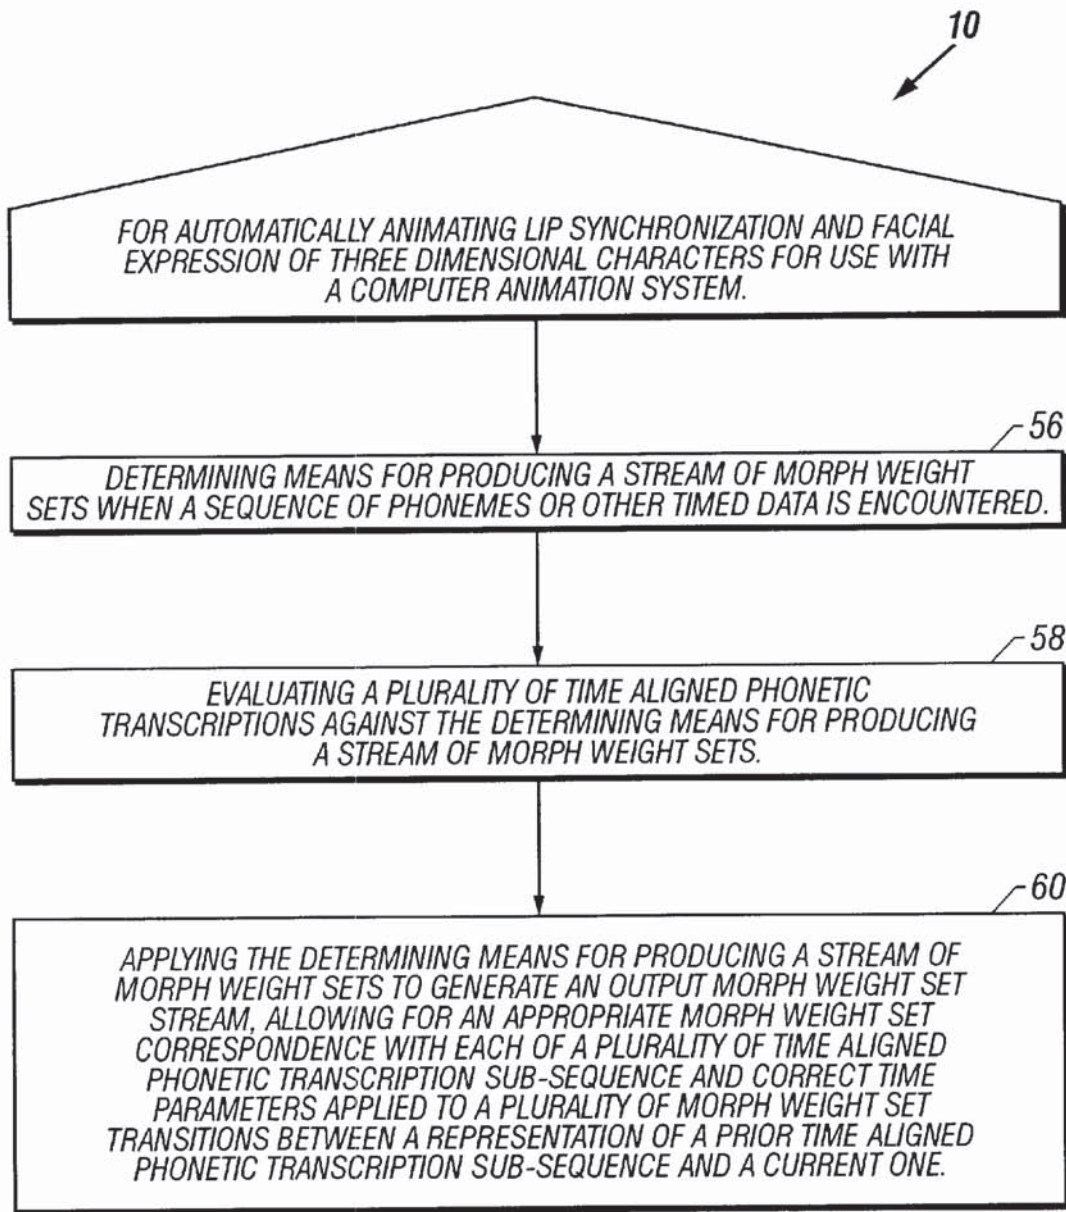 10
FOR AUTOMATICALLY ANIMATING LIP SYNCHRONIZATION AND FACIAL
EXPRESSION OF THREE DIMENSIONAL CHARACTERS FOR USE WITH
A COMPUTER ANIMATION SYSTEM.
56
DETERMINING MEANS FOR PRODUCING A STREAM OF MORPH WEIGHT
SETS WHEN A SEQUENCE OF PHONEMES OR OTHER TIMED DATA IS ENCOUNTERED.
58
EVALUATING A PLURALITY OF TIME ALIGNED PHONETIC
TRANSCRIPTIONS AGAINST THE DETERMINING MEANS FOR PRODUCING
A STREAM OF MORPH WEIGHT SETS.
60
APPLYING THE DETERMINING MEANS FOR PRODUCING A STREAM OF
MORPH WEIGHT SETS TO GENERATE AN OUTPUT MORPH WEIGHT SET
STREAM, ALLOWING FOR AN APPROPRIATE MORPH WEIGHT SET
CORRESPONDENCE WITH EACH OF A PLURALITY OF TIME ALIGNED
PHONETIC TRANSCRIPTION SUB-SEQUENCE AND CORRECT TIME
PARAMETERS APPLIED TO A PLURALITY OF MORPH WEIGHT SET
TRANSITIONS BETWEEN A REPRESENTATION OF A PRIOR TIME ALIGNED
PHONETIC TRANSCRIPTION SUB-SEQUENCE AND A CURRENT ONE.